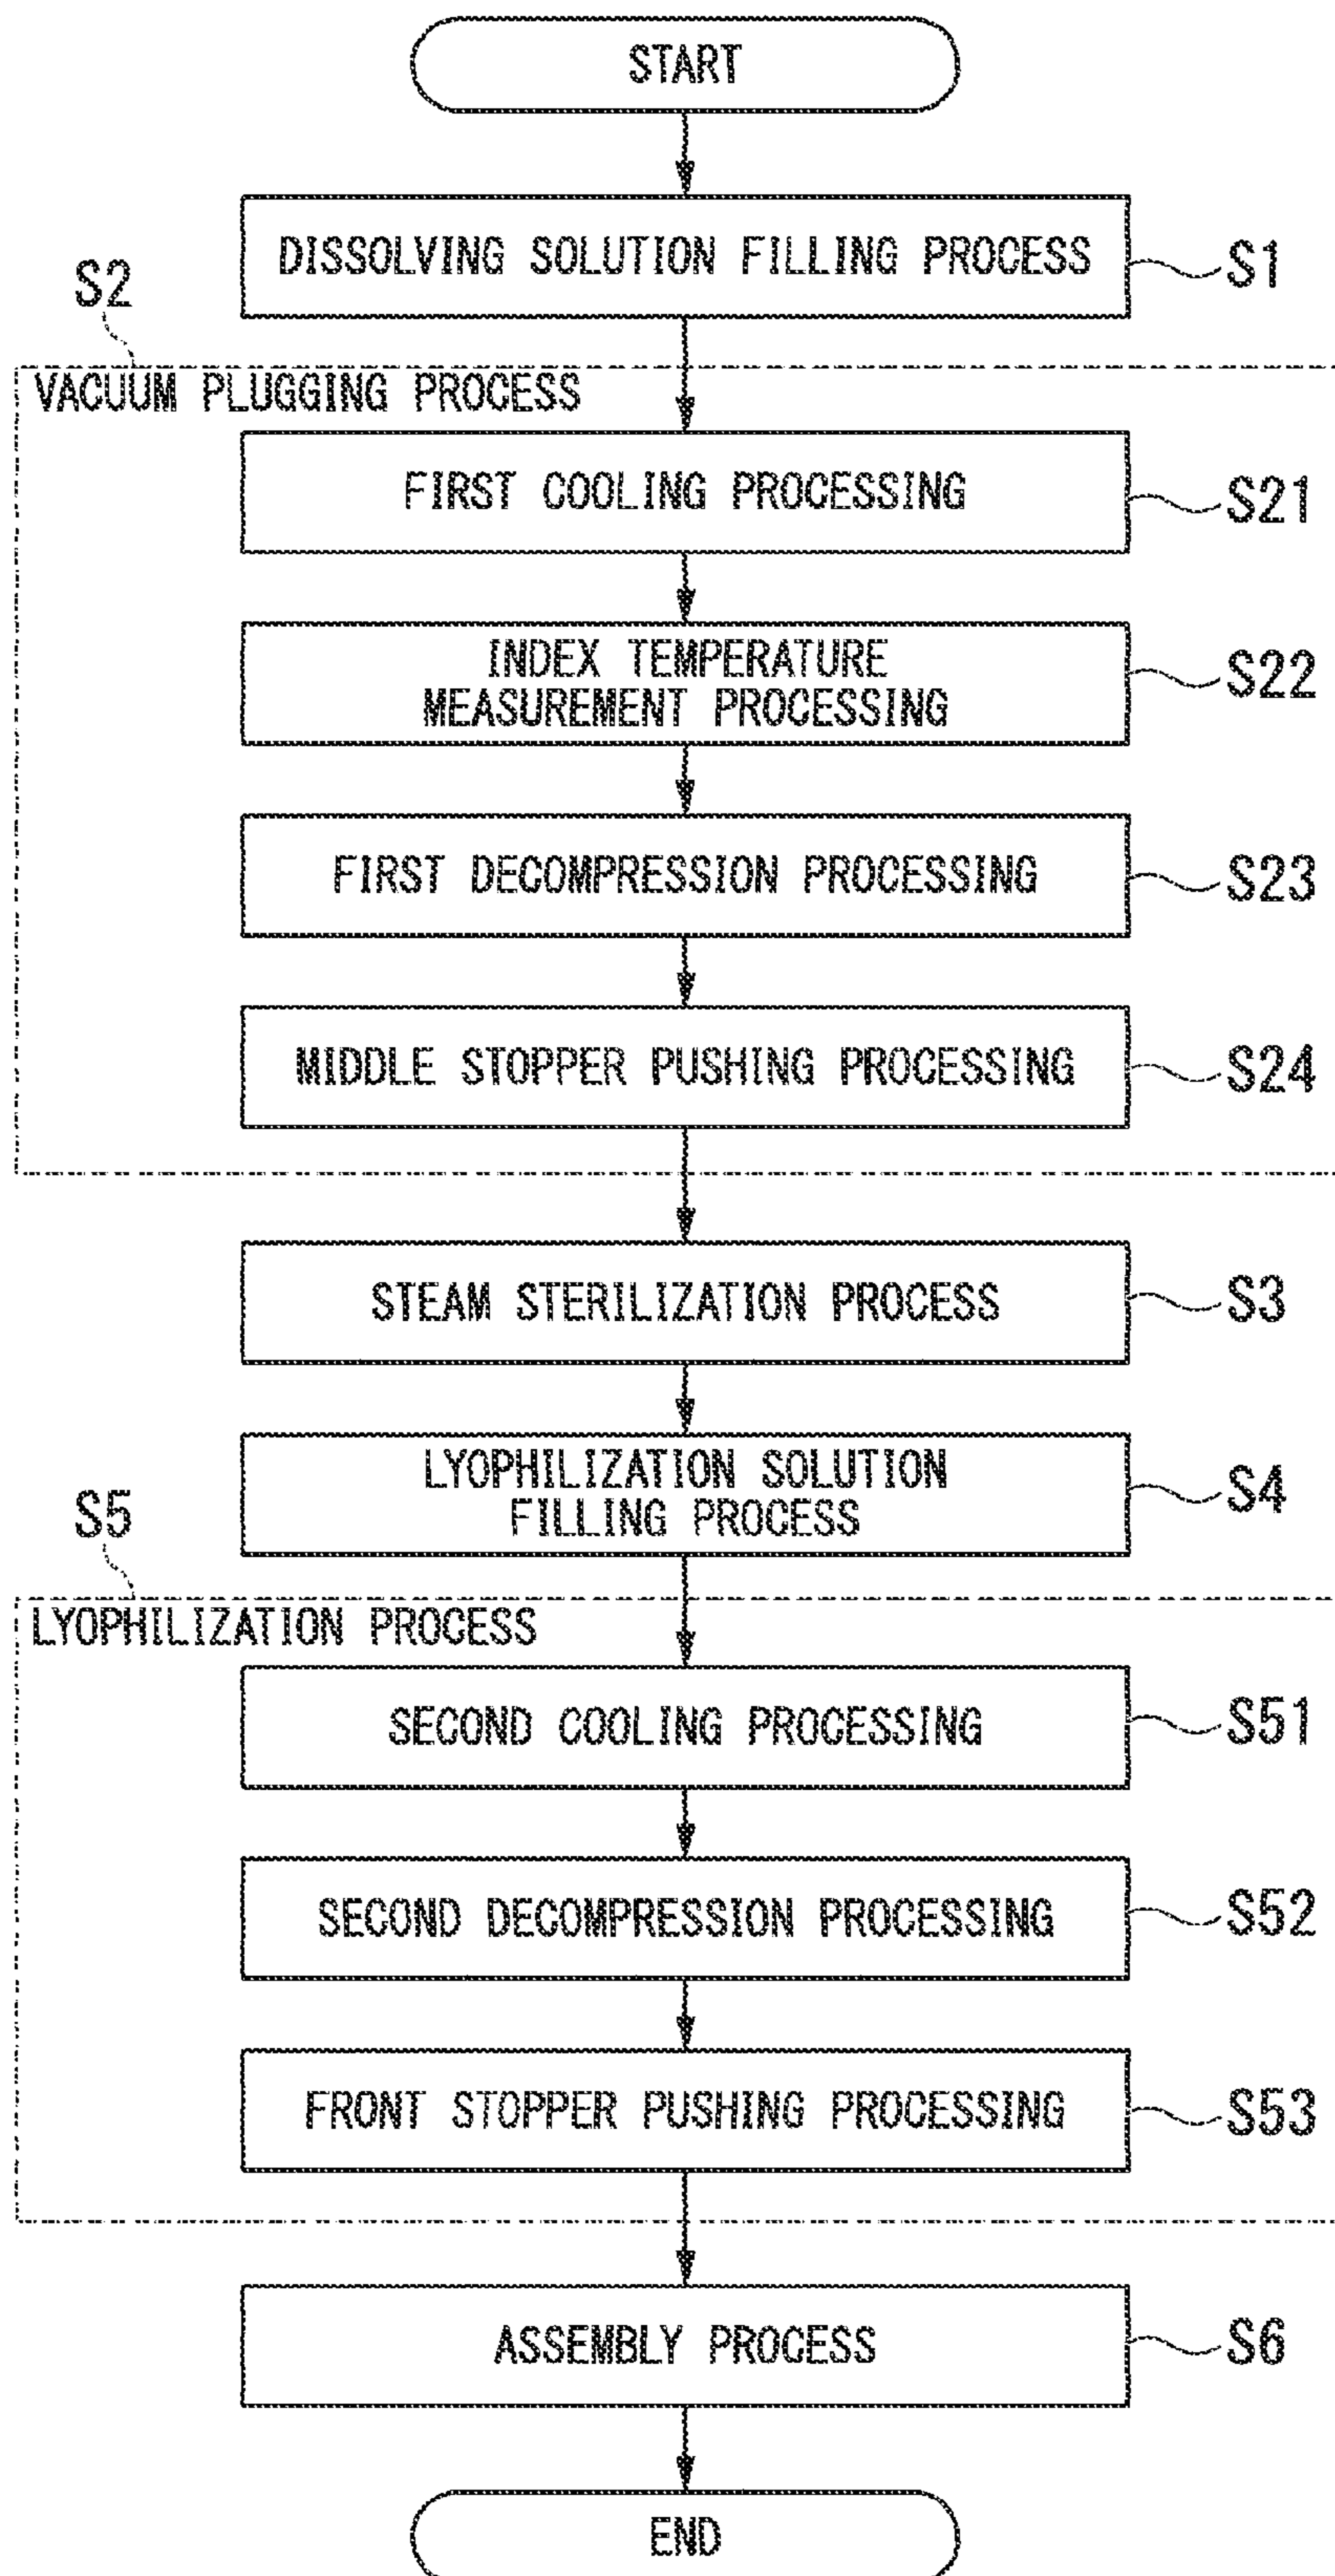 START
DISSOLVING SOLUTION FILLING PROCESS
S1
S2
VACUUM PLUGGING PROCESS
FIRST COOLING PROCESSING
S21
INDEX TEMPERATURE
MEASUREMENT PROCESSING
S22
FIRST DECOMPRESSION PROCESSING
S23
MIDDLE STOPPER PUSHING PROCESSING
S24
STEAM STERILIZATION PROCESS
S3
LYOPHILIZATION SOLUTION
FILLING PROCESS
S4
S5
LYOPHILIZATION PROCESS
SECOND COOLING PROCESSING
S51
SECOND DECOMPRESSION PROCESSING
S52
FRONT STOPPER PUSHING PROCESSING
S53
ASSEMBLY PROCESS
S6
END